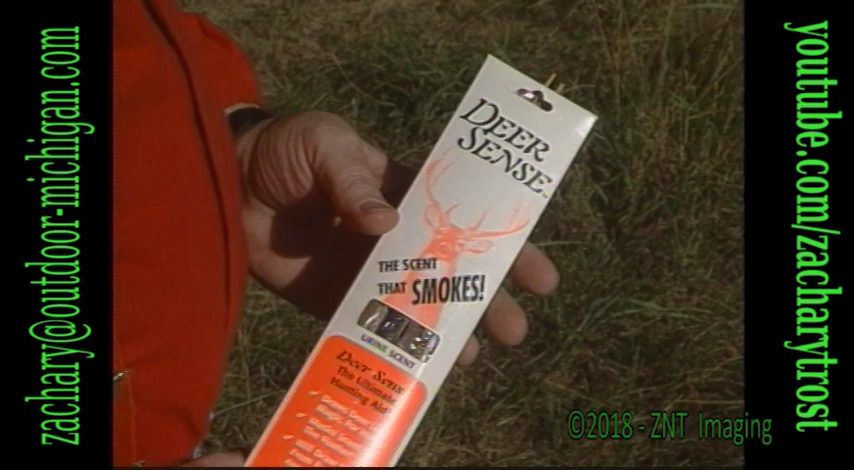 zachary@outdoor-michigan.com
DEER
SENSE
THE SCENT
THAT SMOKES!
URINE SCENT
Deer Sense
The Ultimate
Hunting Aid
youtube.com/zacharytrost
©2018 - ZNT Imaging